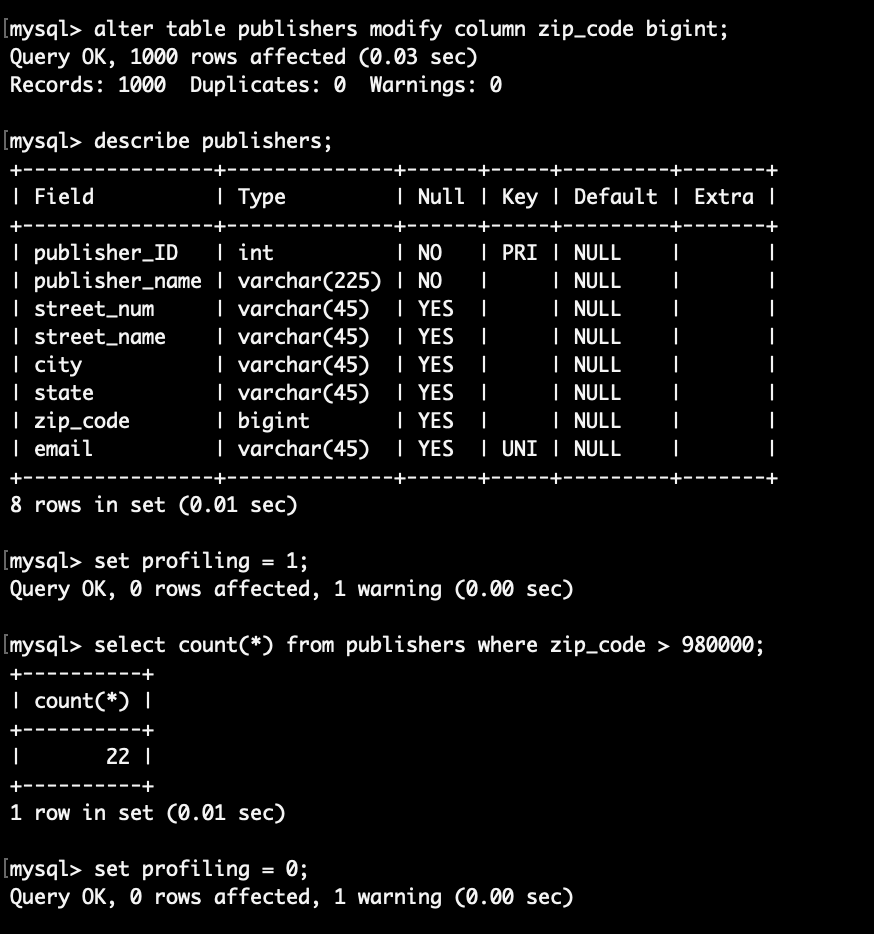 mysql> alter table publishers modify column zip_code bigint;
Query OK, 1000 rows affected (0.03 sec)
Records: 1000  Duplicates: 0  Warnings: 0

mysql> describe publishers;
+----------------+--------------+------+-----+---------+-------+
| Field          | Type         | Null | Key | Default | Extra |
+----------------+--------------+------+-----+---------+-------+
| publisher_ID   | int          | NO   | PRI | NULL    |       |
| publisher_name | varchar(225) | NO   |     | NULL    |       |
| street_num     | varchar(45)  | YES  |     | NULL    |       |
| street_name    | varchar(45)  | YES  |     | NULL    |       |
| city           | varchar(45)  | YES  |     | NULL    |       |
| state          | varchar(45)  | YES  |     | NULL    |       |
| zip_code       | bigint       | YES  |     | NULL    |       |
| email          | varchar(45)  | YES  | UNI | NULL    |       |
+----------------+--------------+------+-----+---------+-------+
8 rows in set (0.01 sec)

mysql> set profiling = 1;
Query OK, 0 rows affected, 1 warning (0.00 sec)

mysql> select count(*) from publishers where zip_code > 980000;
+----------+
| count(*) |
+----------+
|       22 |
+----------+
1 row in set (0.01 sec)

mysql> set profiling = 0;
Query OK, 0 rows affected, 1 warning (0.00 sec)